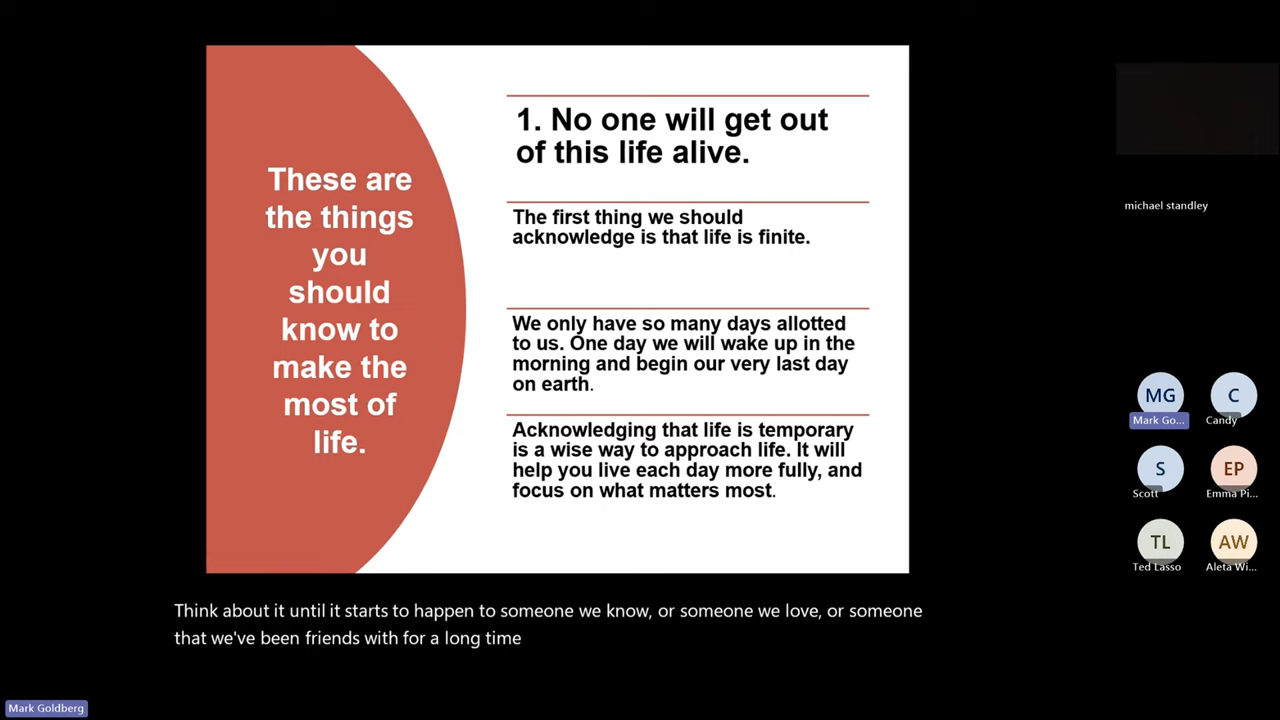 These are
the things
you
should
know to
make the
most of
life.
1. No one will get out
of this life alive.
The first thing we should
acknowledge is that life is finite.
We only have so many days allotted
to us. One day we will wake up in the
morning and begin our very last day
on earth.
Acknowledging that life is temporary
is a wise way to approach life. It will
help you live each day more fully, and
focus on what matters most.
michael standley
MG
C
Mark Go...
Candy
S
EP
Scott
Emma Pi...
TL
AW
Ted Lasso
Aleta Wi...
Think about it until it starts to happen to someone we know, or someone we love, or someone
that we've been friends with for a long time
Mark Goldberg